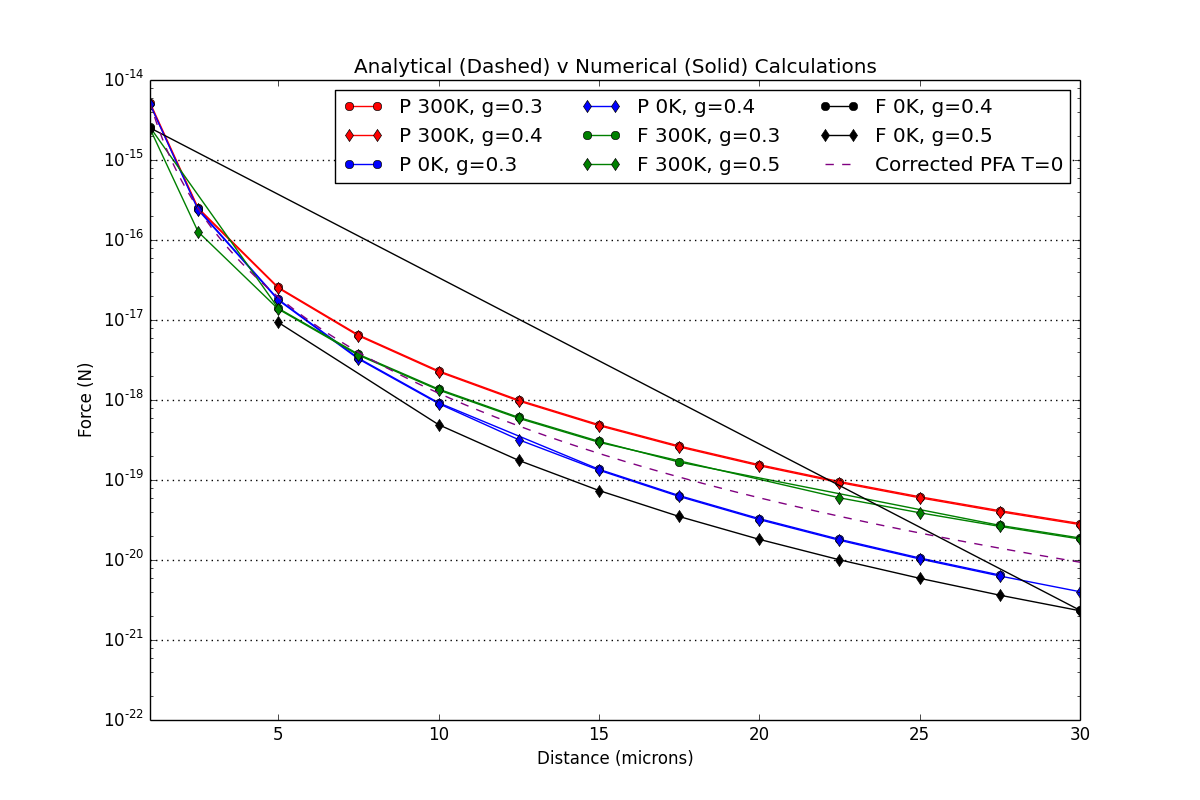 Analytical (Dashed) v Numerical (Solid) Calculations
P 300K, g=0.3
P 300K, g=0.4
P 0K, g=0.3
P 0K, g=0.4
F 300K, g=0.3
F 300K, g=0.5
F 0K, g=0.4
F 0K, g=0.5
Corrected PFA T=0
Force (N)
10^-14
10^-15
10^-16
10^-17
10^-18
10^-19
10^-20
10^-21
10^-22
5 10 15 20 25 30
Distance (microns)